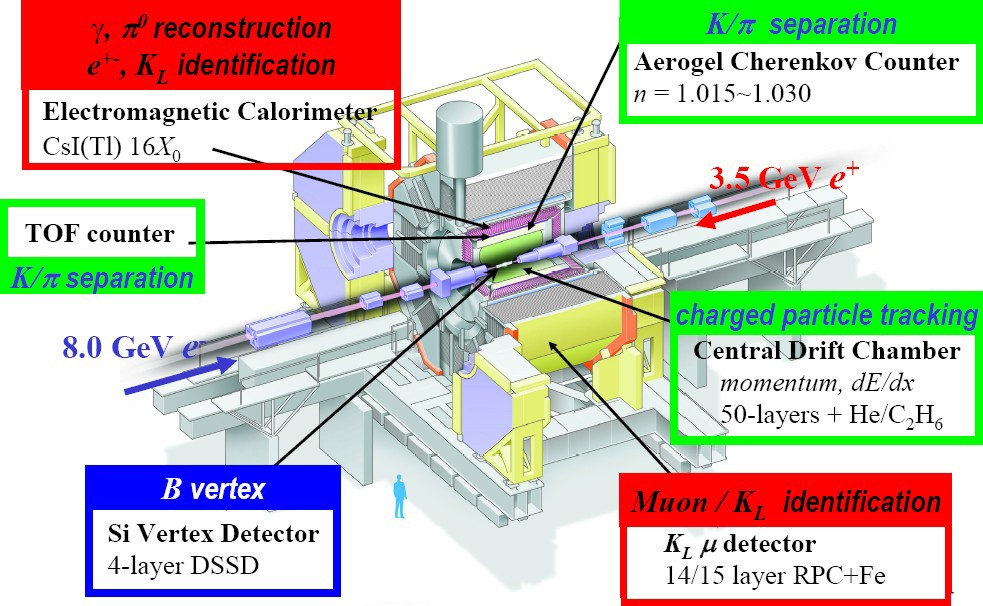 γ, π⁰ reconstruction
e⁺⁻, K_L identification
Electromagnetic Calorimeter
CsI(Tl) 16X₀
K/π separation
Aerogel Cherenkov Counter
n = 1.015~1.030
3.5 GeV e⁺
TOF counter
K/π separation
8.0 GeV e⁻
charged particle tracking
Central Drift Chamber
momentum, dE/dx
50-layers + He/C₂H₆
B vertex
Si Vertex Detector
4-layer DSSD
Muon / K_L identification
K_L μ detector
14/15 layer RPC+Fe